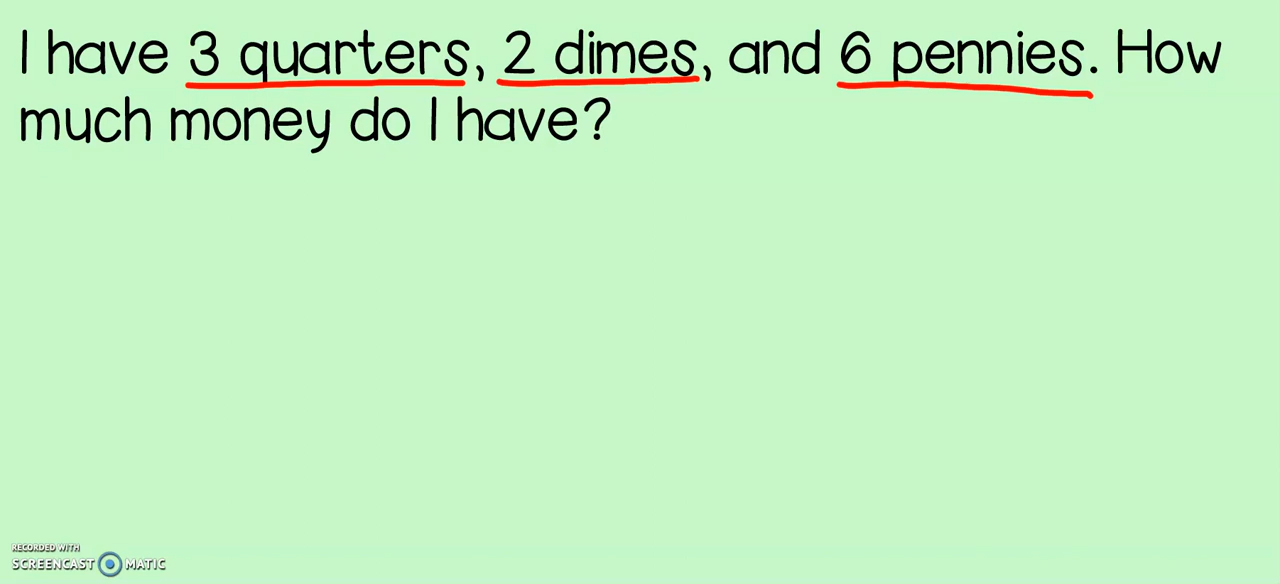 I have 3 quarters, 2 dimes, and 6 pennies. How
much money do I have?
RECORDED WITH
SCREENCAST MATIC